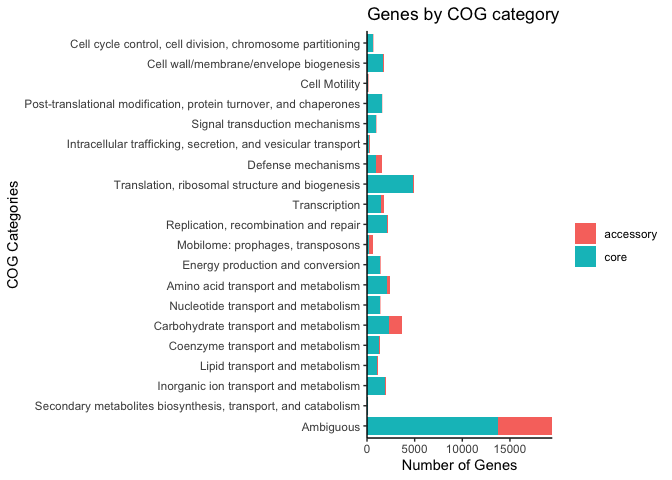 Genes by COG category
COG Categories
Cell cycle control, cell division, chromosome partitioning
Cell wall/membrane/envelope biogenesis
Cell Motility
Post-translational modification, protein turnover, and chaperones
Signal transduction mechanisms
Intracellular trafficking, secretion, and vesicular transport
Defense mechanisms
Translation, ribosomal structure and biogenesis
Transcription
Replication, recombination and repair
Mobilome: prophages, transposons
Energy production and conversion
Amino acid transport and metabolism
Nucleotide transport and metabolism
Carbohydrate transport and metabolism
Coenzyme transport and metabolism
Lipid transport and metabolism
Inorganic ion transport and metabolism
Secondary metabolites biosynthesis, transport, and catabolism
Ambiguous
0 5000 10000 15000
Number of Genes
accessory
core